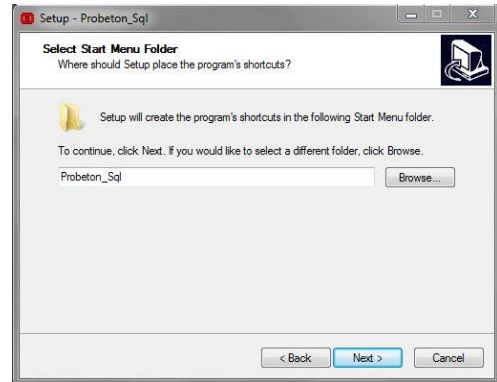 Setup - Probeton_Sql
Select Start Menu Folder
Where should Setup place the program's shortcuts?
Setup will create the program's shortcuts in the following Start Menu folder.
To continue, click Next. If you would like to select a different folder, click Browse.
Probeton_Sql
Browse...
< Back
Next >
Cancel